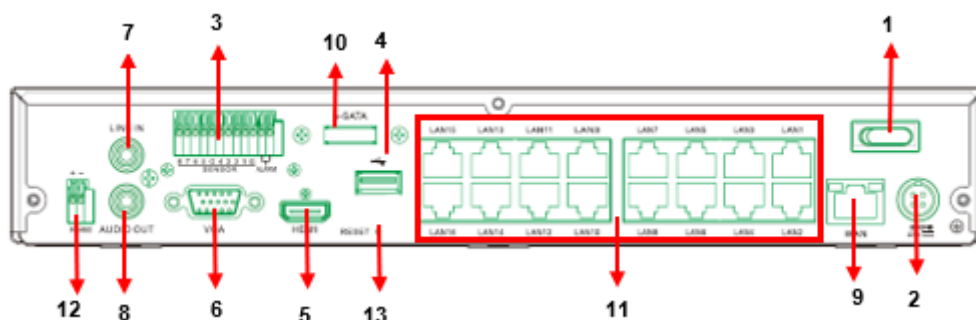 3
10
4
1
7
LINE IN
e-SATA
LAN15 LAN13 LAN11 LAN9 LAN7 LAN5 LAN3 LAN1
SENSOR
ALARM
+ -
AUDIO OUT
VGA
HDMI
RESET
LAN16 LAN14 LAN12 LAN10 LAN8 LAN6 LAN4 LAN2
WAN
12
8
6
5
13
11
9
2